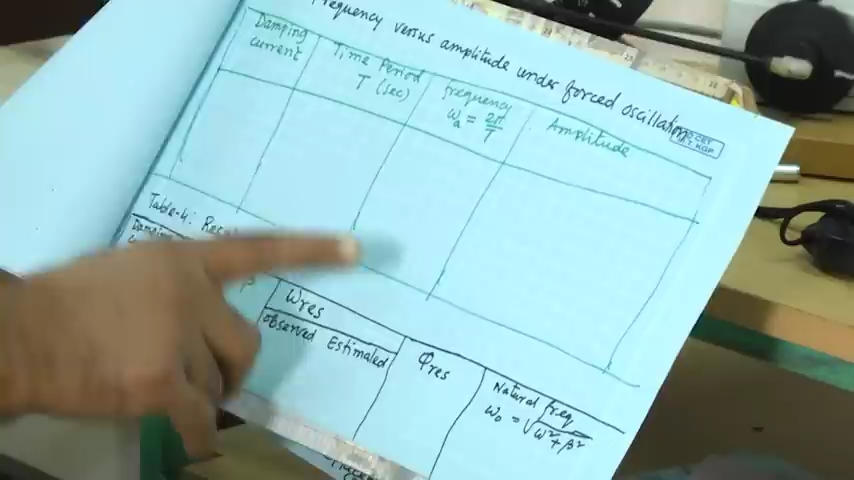 Frequency versus amplitude under forced oscillation
Damping current
Time Period T (sec)
frequency ωa = 2π/T
Amplitude
Table-4:
Damping
β
ωres
Observed Estimated
φres
Natural freq
ω0 = √ω²+β²